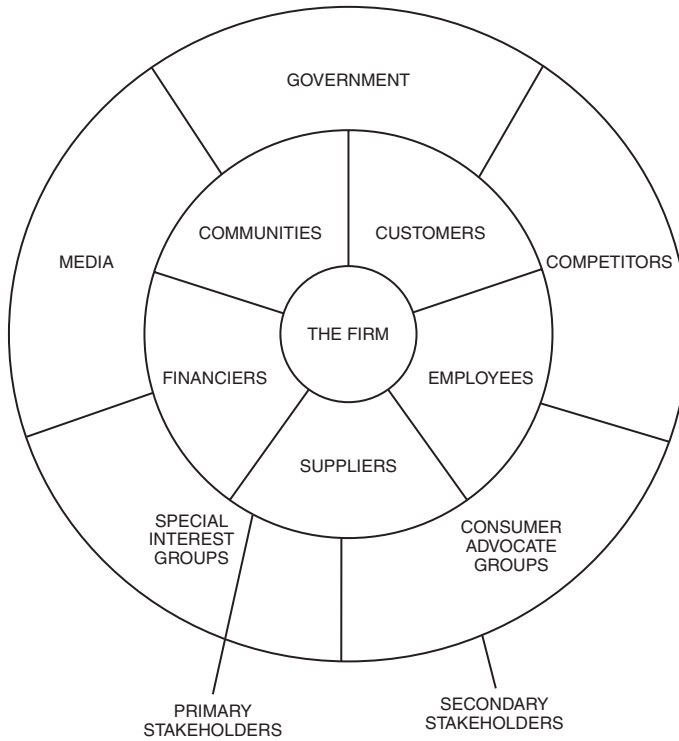 GOVERNMENT
COMMUNITIES
CUSTOMERS
MEDIA
COMPETITORS
THE FIRM
FINANCIERS
EMPLOYEES
SUPPLIERS
SPECIAL
INTEREST
GROUPS
CONSUMER
ADVOCATE
GROUPS
PRIMARY
STAKEHOLDERS
SECONDARY
STAKEHOLDERS